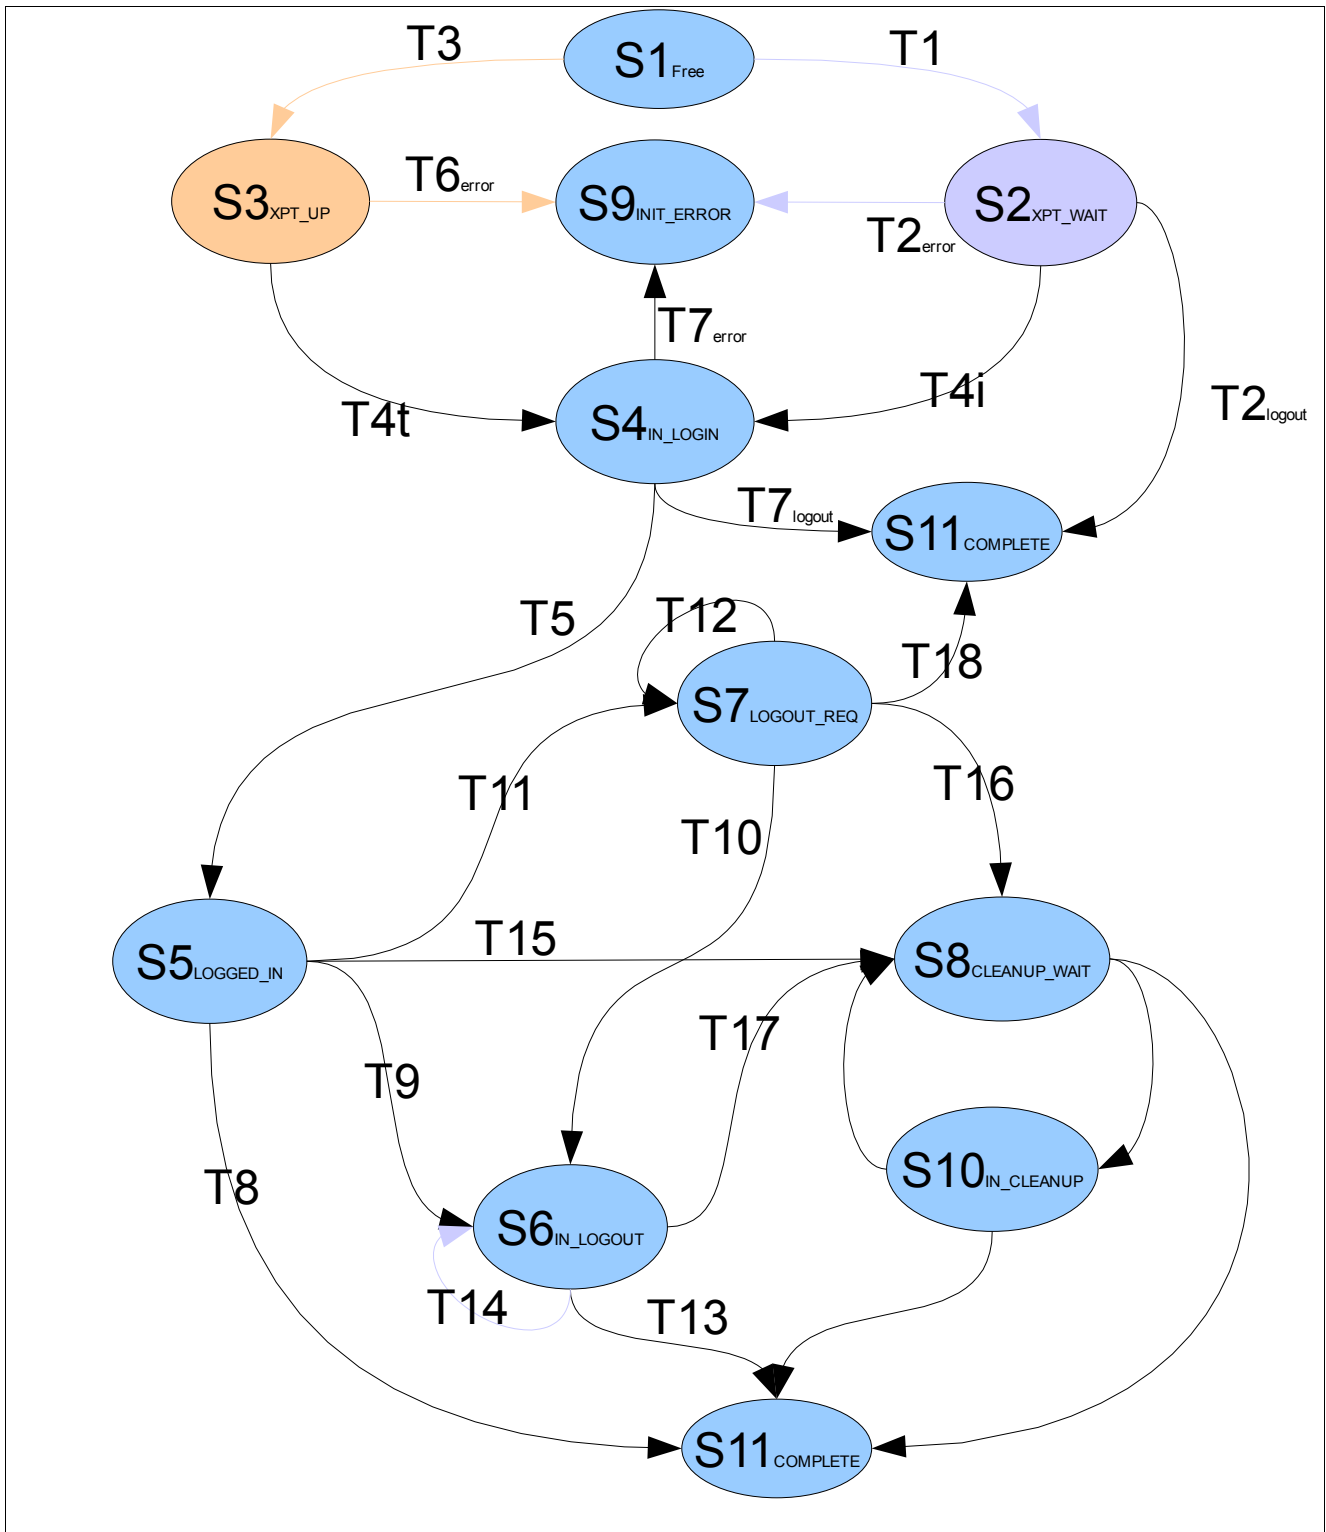 T3
S1Free
T1
S3XPT_UP
T6error
S9INIT_ERROR
T2error
S2XPT_WAIT
T7error
T4t
S4IN_LOGIN
T4i
T2logout
T7logout
S11COMPLETE
T5
T12
T18
S7LOGOUT_REQ
T11
T10
T16
S5LOGGED_IN
T15
S8CLEANUP_WAIT
T17
T9
T8
S10IN_CLEANUP
S6IN_LOGOUT
T14
T13
S11COMPLETE